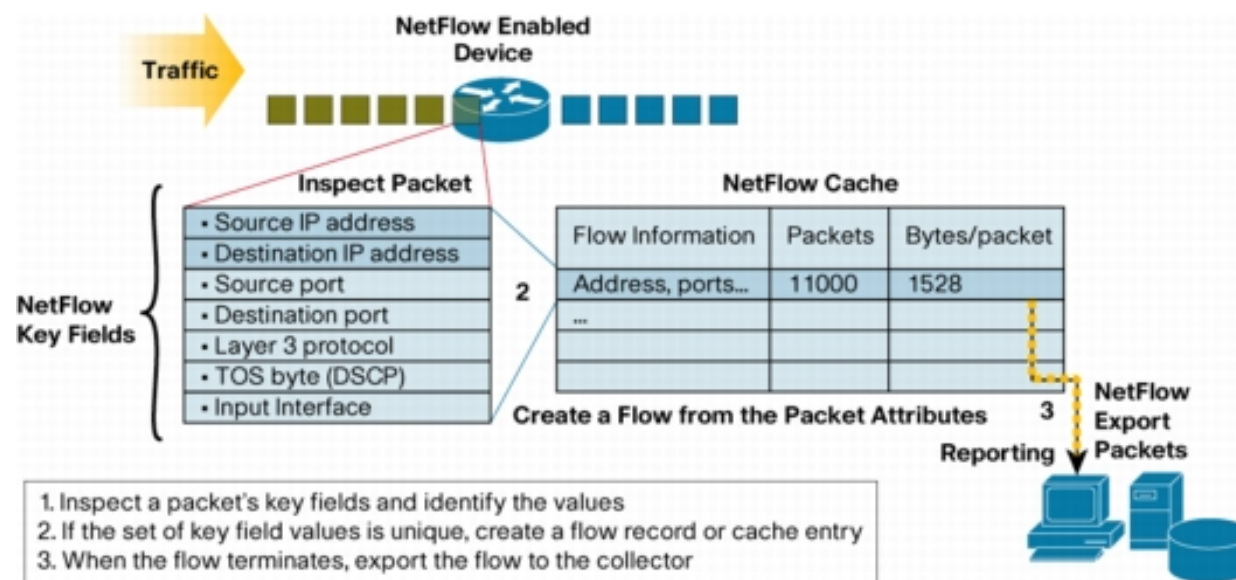 NetFlow Enabled
Device
Traffic
Inspect Packet
NetFlow Cache
NetFlow
Key Fields
▪ Source IP address
▪ Destination IP address
▪ Source port
▪ Destination port
▪ Layer 3 protocol
▪ TOS byte (DSCP)
▪ Input Interface
2
Flow Information Packets Bytes/packet
Address, ports... 11000 1528
...
Create a Flow from the Packet Attributes
3
NetFlow
Export
Packets
Reporting
1. Inspect a packet's key fields and identify the values
2. If the set of key field values is unique, create a flow record or cache entry
3. When the flow terminates, export the flow to the collector